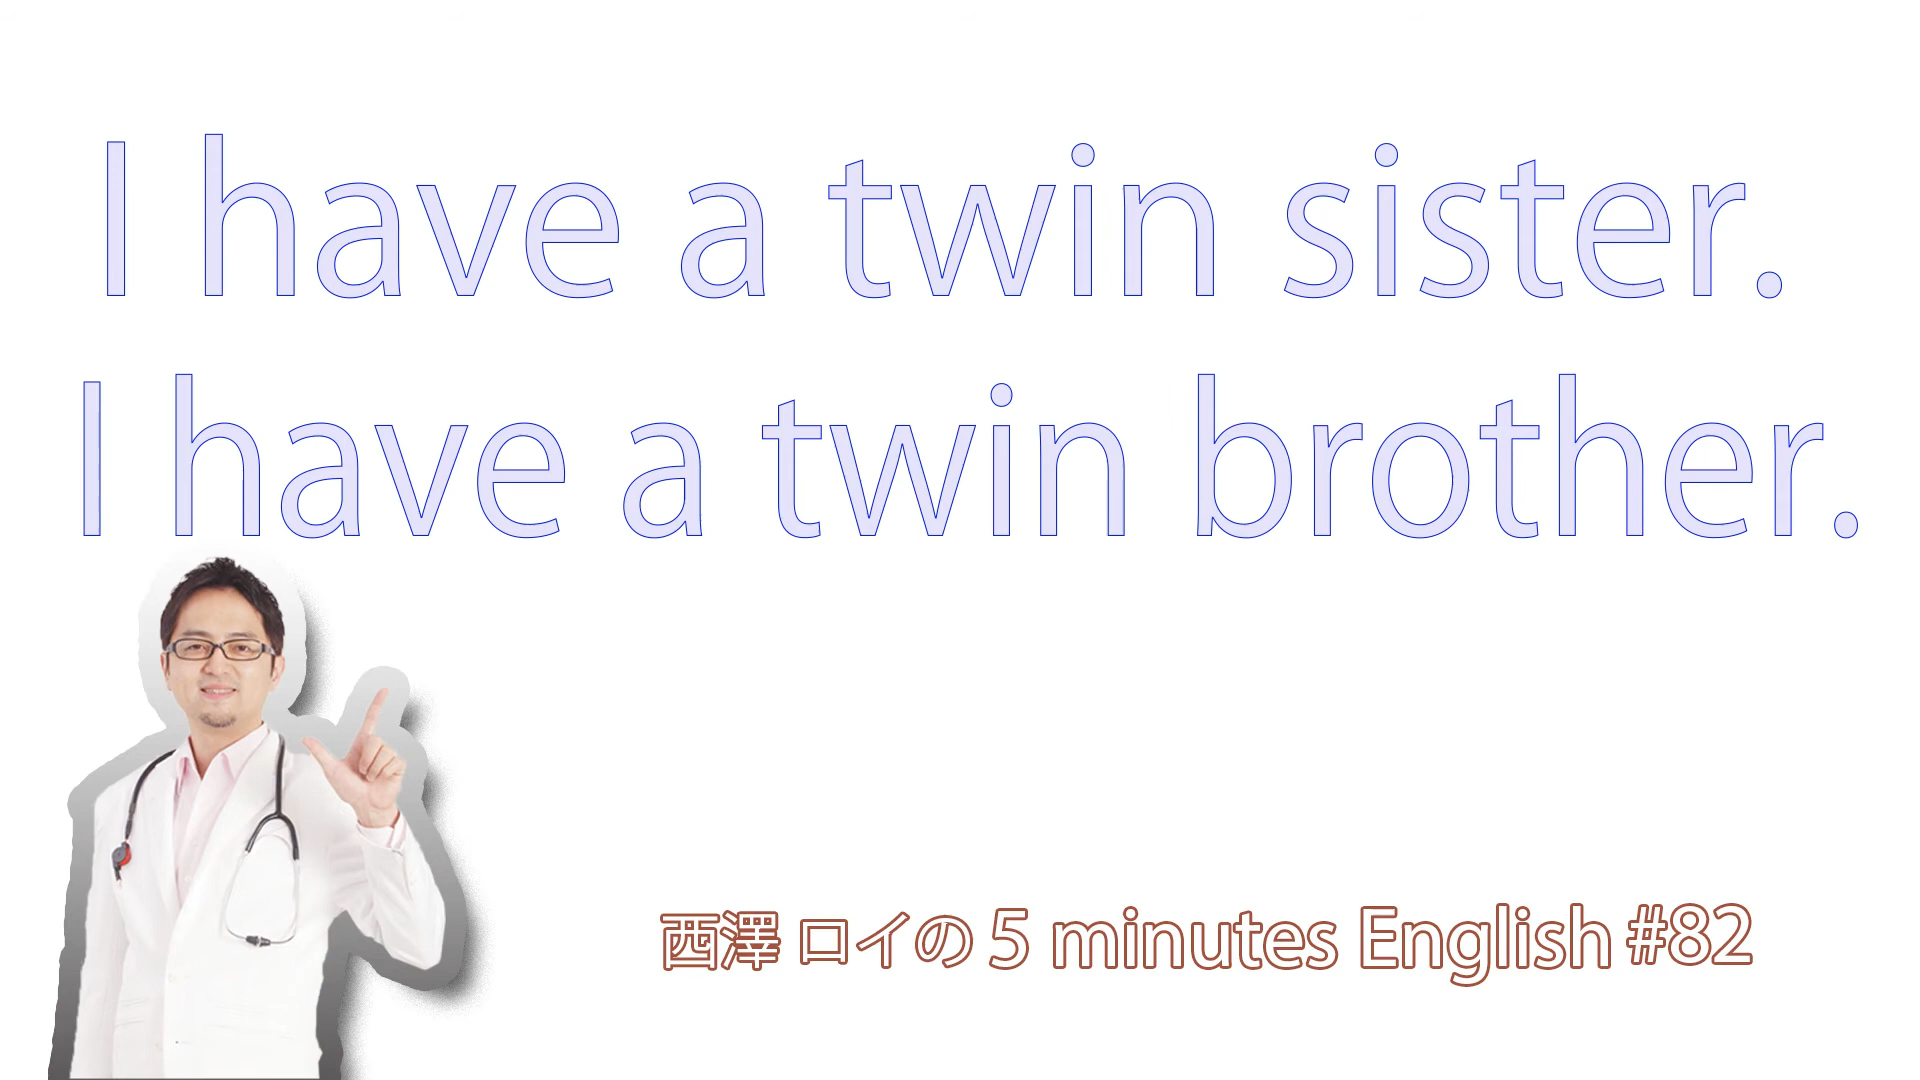 I have a twin sister.
I have a twin brother.
西澤 ロイの 5 minutes English #82